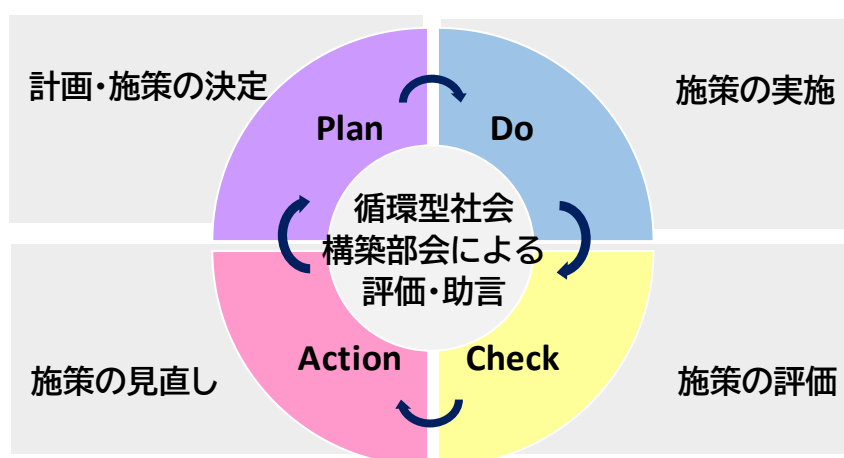 計画・施策の決定
施策の実施
Plan
Do
循環型社会
構築部会による
評価・助言
Action
Check
施策の見直し
施策の評価